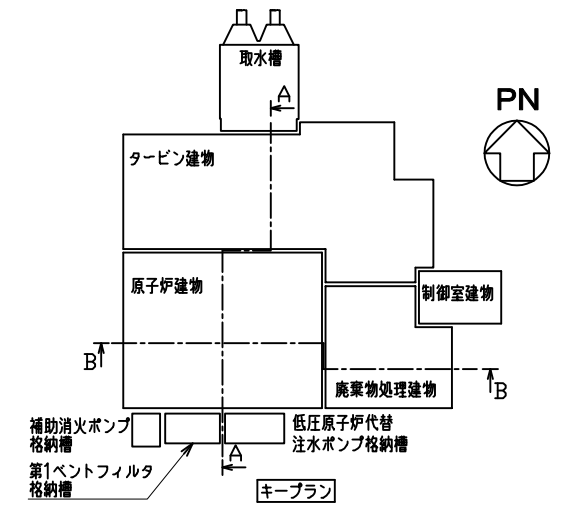 取水槽
A
PN
タービン建物
原子炉建物
制御室建物
B
廃棄物処理建物
B
補助消火ポンプ
格納槽
低圧原子炉代替
注水ポンプ格納槽
A
第1ベントフィルタ
格納槽
キープラン